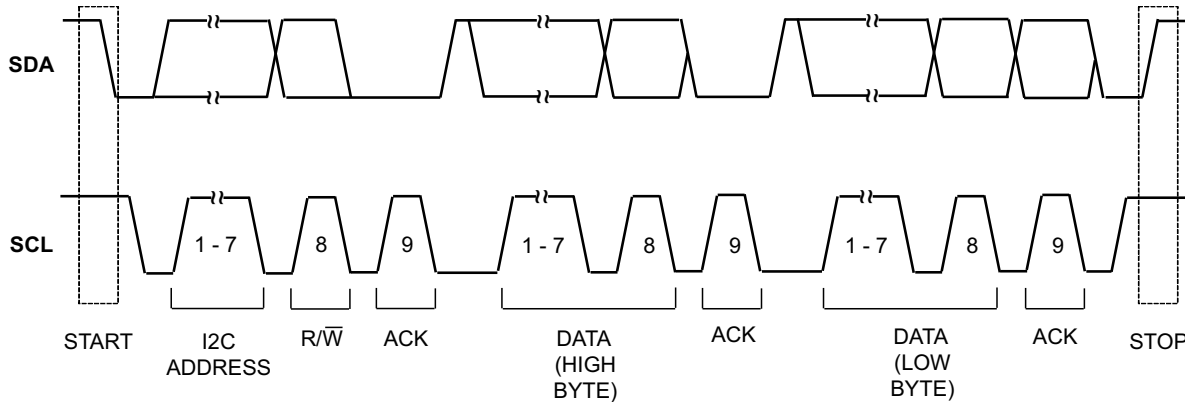 SDA
SCL
1 - 7
8
9
1 - 7
8
9
1 - 7
8
9
START
I2C
ADDRESS
R/W̅
ACK
DATA
(HIGH
BYTE)
ACK
DATA
(LOW
BYTE)
ACK
STOP